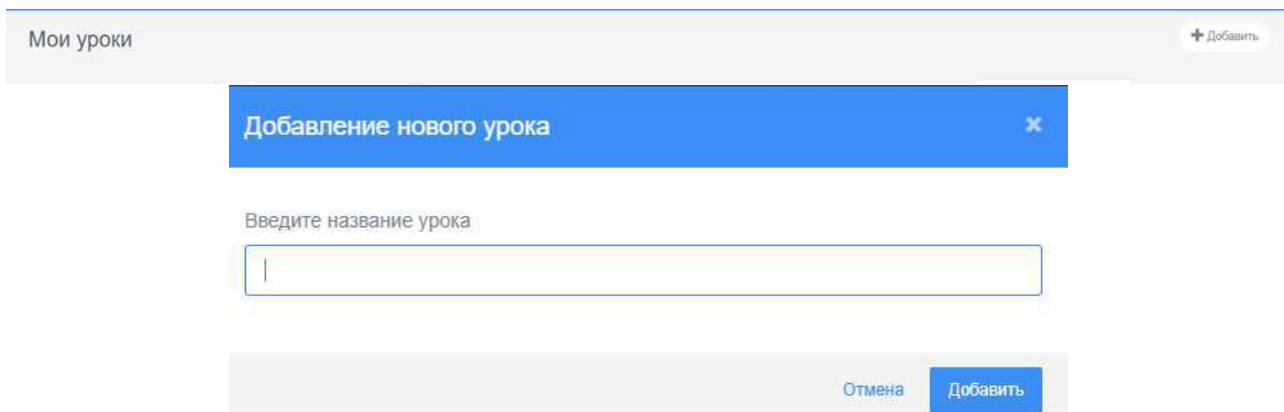 Мои уроки
+ Добавить
Добавление нового урока ×
Введите название урока
Отмена Добавить